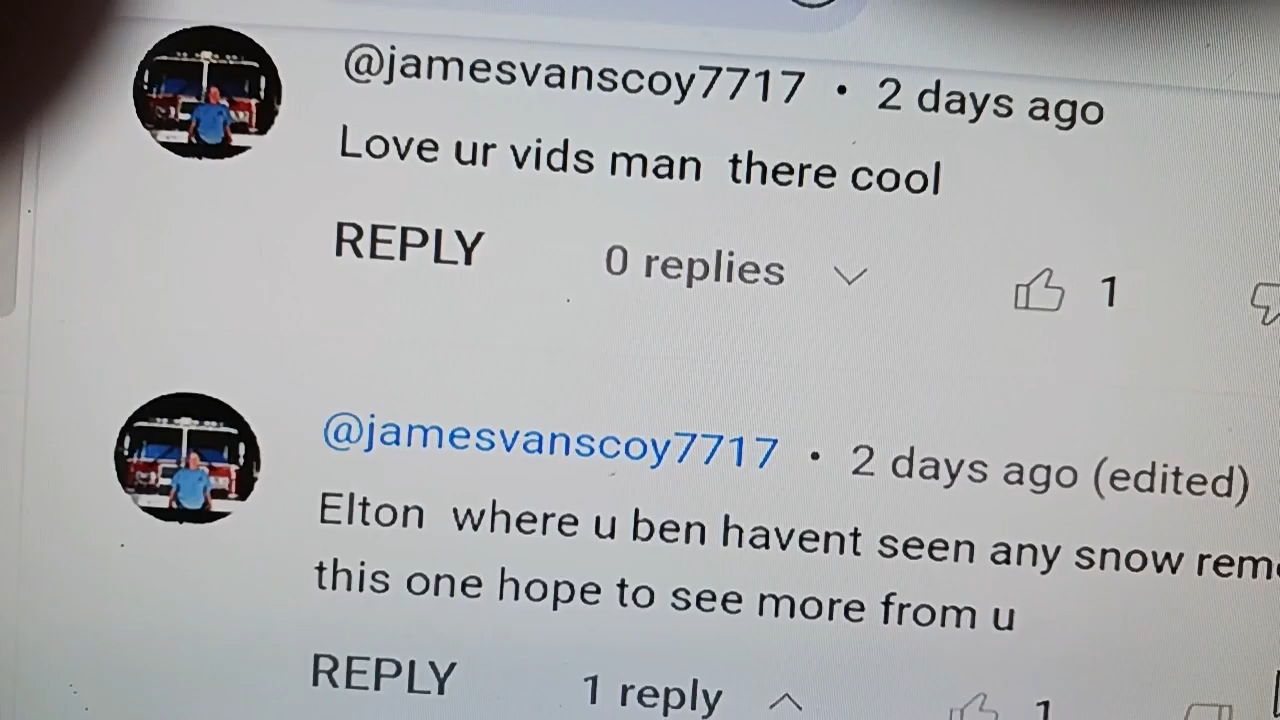 @jamesvanscoy7717 • 2 days ago
Love ur vids man there cool
REPLY 0 replies 1
@jamesvanscoy7717 • 2 days ago (edited)
Elton where u ben havent seen any snow
this one hope to see more from u
REPLY 1 reply 1